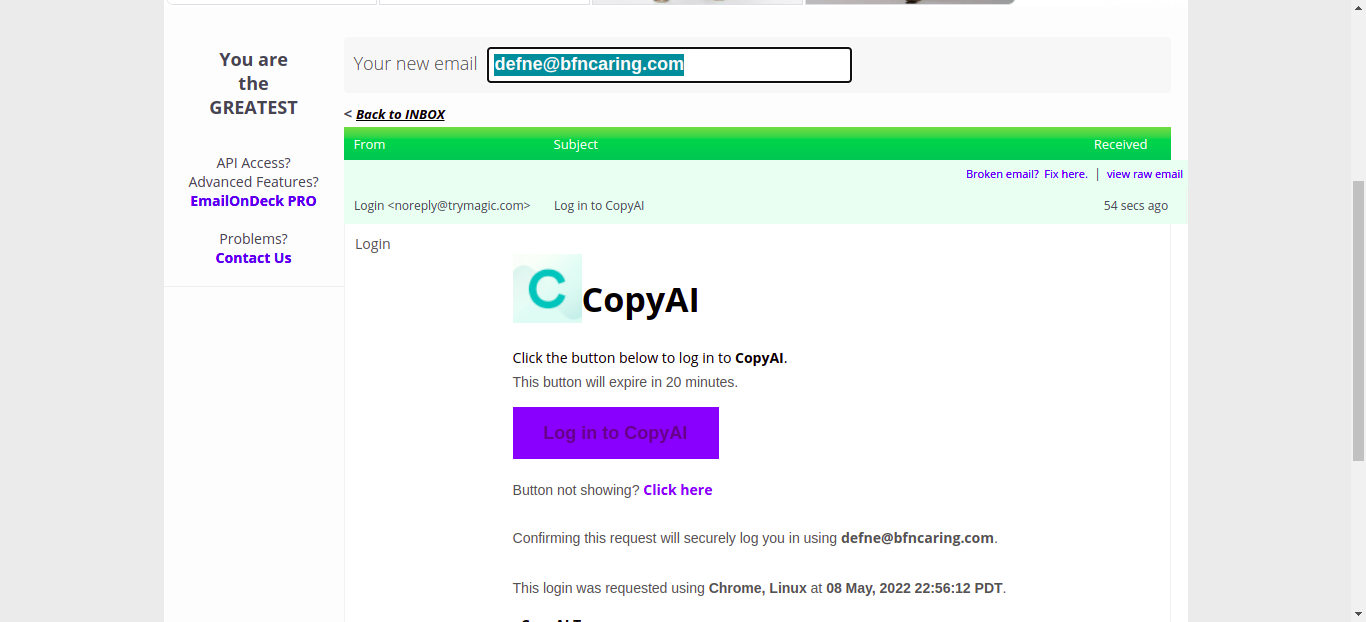 You are
the
GREATEST
API Access?
Advanced Features?
EmailOnDeck PRO
Problems?
Contact Us
Your new email defne@bfncaring.com
< Back to INBOX
From Subject Received
Broken email? Fix here. | view raw email
Login <noreply@trymagic.com> Log in to CopyAI 54 secs ago
Login
C CopyAI
Click the button below to log in to CopyAI.
This button will expire in 20 minutes.
Log in to CopyAI
Button not showing? Click here
Confirming this request will securely log you in using defne@bfncaring.com.
This login was requested using Chrome, Linux at 08 May, 2022 22:56:12 PDT.